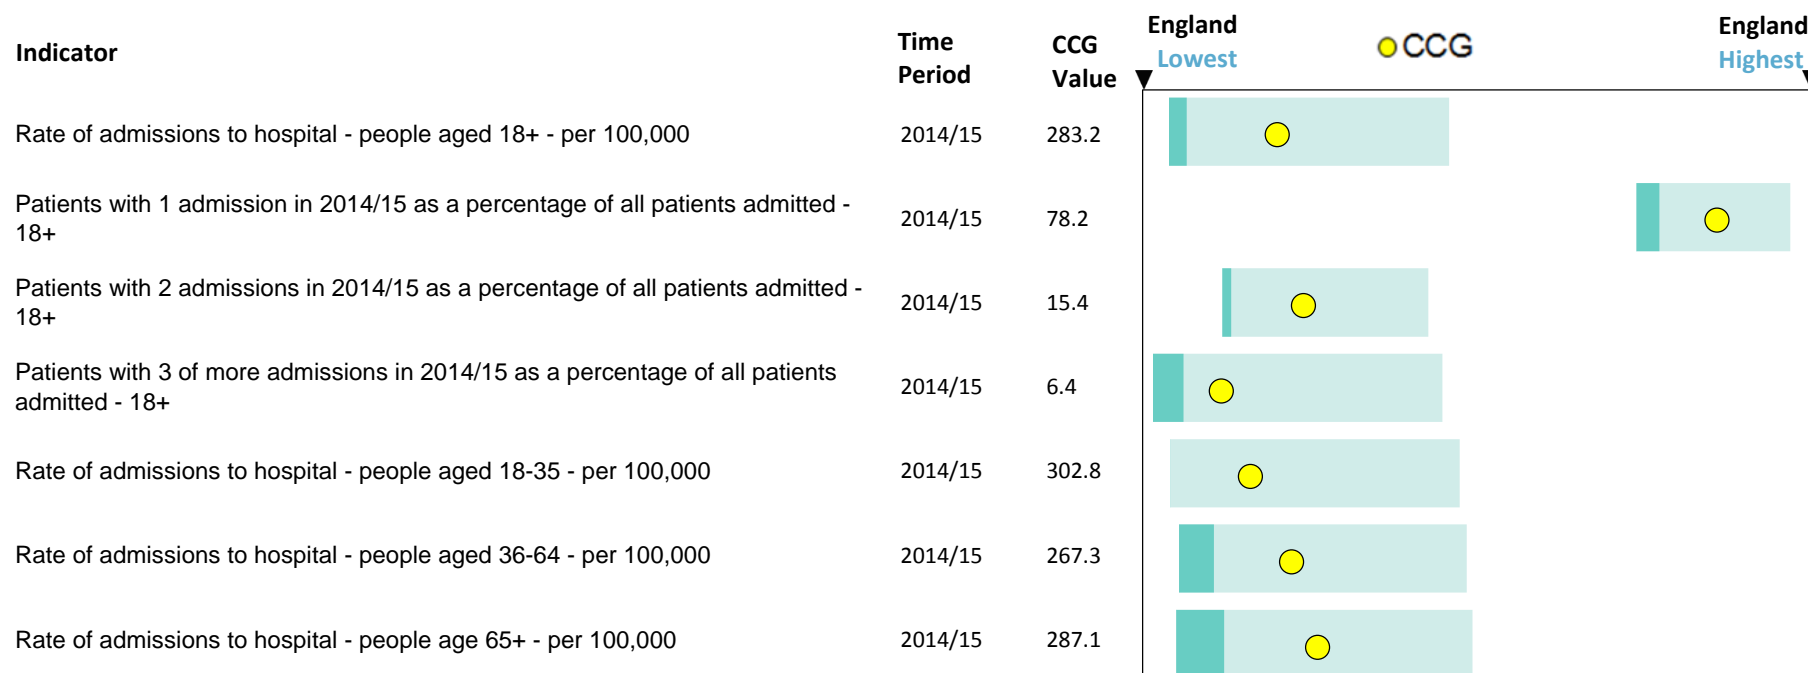 Indicator
Time
Period
CCG
Value
England
Lowest
CCG
England
Highest
Rate of admissions to hospital - people aged 18+ - per 100,000 2014/15 283.2
Patients with 1 admission in 2014/15 as a percentage of all patients admitted -
18+ 2014/15 78.2
Patients with 2 admissions in 2014/15 as a percentage of all patients admitted -
18+ 2014/15 15.4
Patients with 3 of more admissions in 2014/15 as a percentage of all patients
admitted - 18+ 2014/15 6.4
Rate of admissions to hospital - people aged 18-35 - per 100,000 2014/15 302.8
Rate of admissions to hospital - people aged 36-64 - per 100,000 2014/15 267.3
Rate of admissions to hospital - people age 65+ - per 100,000 2014/15 287.1